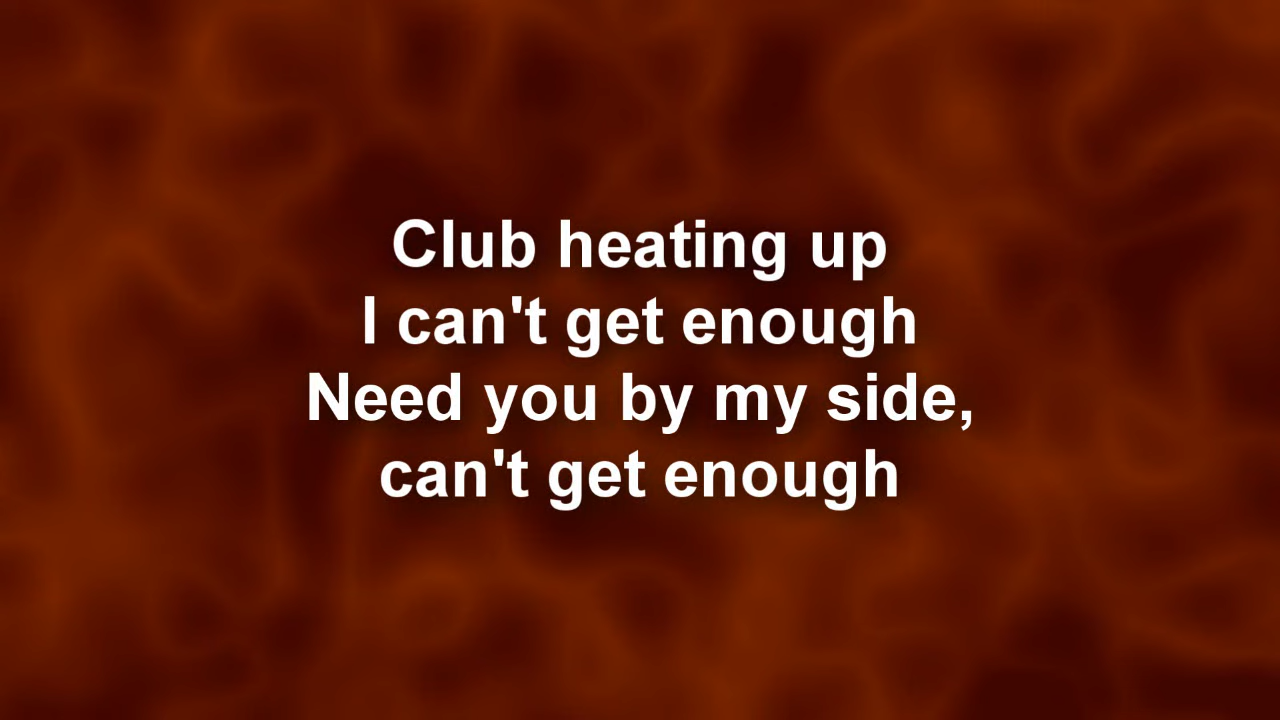 Club heating up
I can't get enough
Need you by my side,
can't get enough